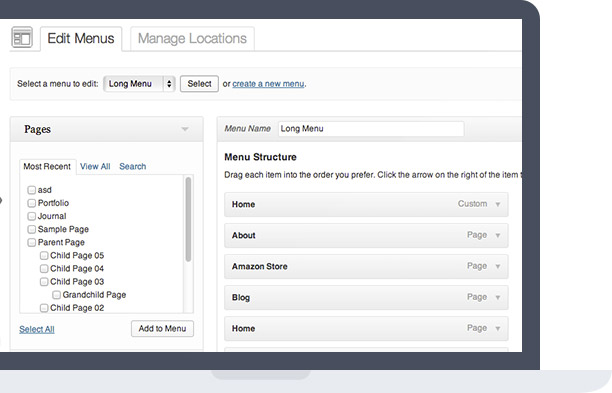 Edit Menus
Manage Locations
Select a menu to edit: Long Menu Select or create a new menu.
Pages
Most Recent View All Search
asd
Portfolio
Journal
Sample Page
Parent Page
Child Page 05
Child Page 04
Child Page 03
Grandchild Page
Child Page 02
Select All
Add to Menu
Menu Name Long Menu
Menu Structure
Drag each item into the order you prefer. Click the arrow on the right of the item t
Home Custom
About Page
Amazon Store Page
Blog Page
Home Page